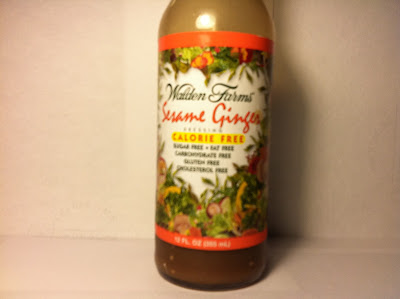 Walden Farms
Sesame Ginger
DRESSING
CALORIE FREE
SUGAR FREE • FAT FREE
CARBOHYDRATE FREE
GLUTEN FREE
CHOLESTEROL FREE
12 FL. OZ (355 mL)